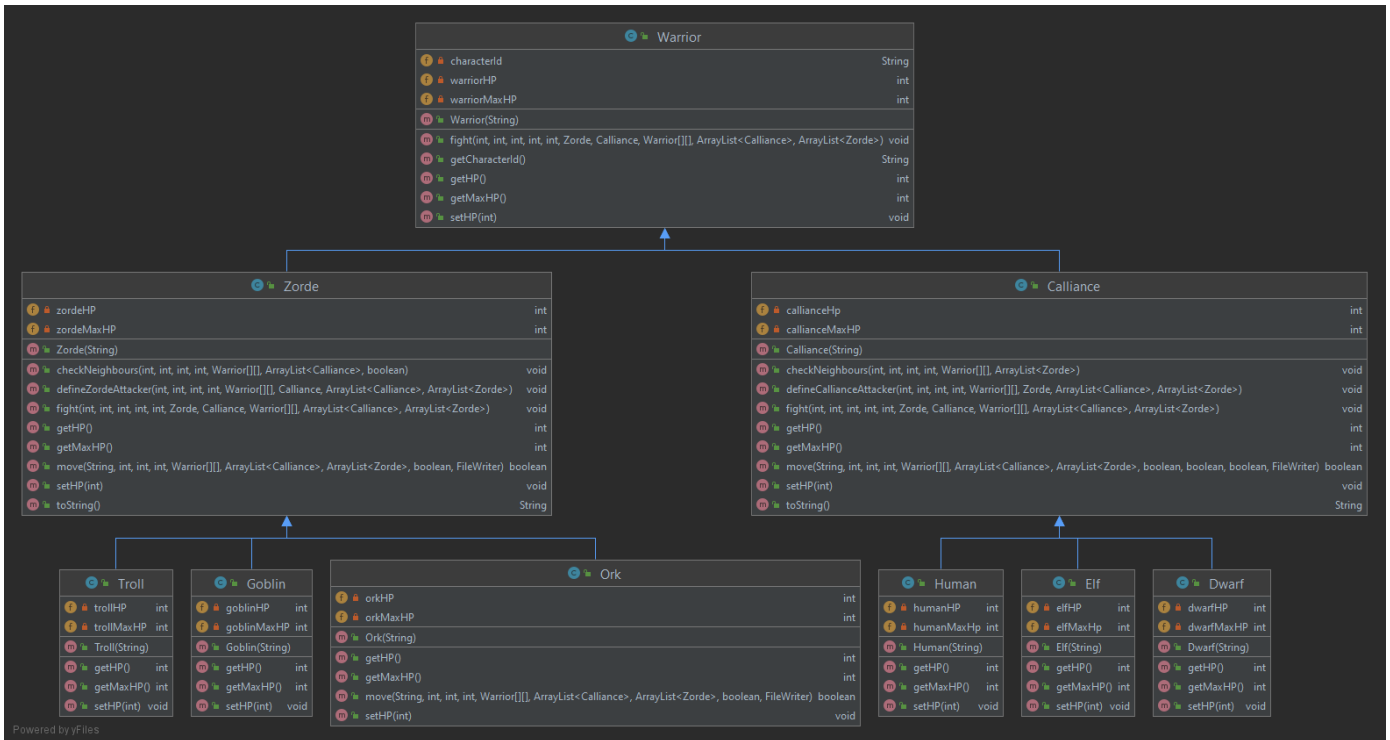 Warrior
characterId String
warriorHP int
warriorMaxHP int
Warrior(String)
fight(int, int, int, int, int, Zorde, Calliance, Warrior[][], ArrayList<Calliance>, ArrayList<Zorde>) void
getCharacterId() String
getHP() int
getMaxHP() int
setHP(int) void
Zorde
zordeHP int
zordeMaxHP int
Zorde(String)
checkNeighbours(int, int, int, int, Warrior[][], ArrayList<Calliance>, boolean) void
defineZordeAttacker(int, int, int, int, Warrior[][], Calliance, ArrayList<Calliance>, ArrayList<Zorde>) void
fight(int, int, int, int, int, Zorde, Calliance, Warrior[][], ArrayList<Calliance>, ArrayList<Zorde>) void
getHP() int
getMaxHP() int
move(String, int, int, int, Warrior[][], ArrayList<Calliance>, ArrayList<Zorde>, boolean, FileWriter) boolean
setHP(int) void
toString() String
Calliance
callianceHp int
callianceMaxHP int
Calliance(String)
checkNeighbours(int, int, int, int, Warrior[][], ArrayList<Zorde>) void
defineCallianceAttacker(int, int, int, int, Warrior[][], Zorde, ArrayList<Calliance>, ArrayList<Zorde>) void
fight(int, int, int, int, int, Zorde, Calliance, Warrior[][], ArrayList<Calliance>, ArrayList<Zorde>) void
getHP() int
getMaxHP() int
move(String, int, int, int, Warrior[][], ArrayList<Calliance>, ArrayList<Zorde>, boolean, boolean, boolean, FileWriter) boolean
setHP(int) void
toString() String
Troll
trollHP int
trollMaxHP int
Troll(String)
getHP() int
getMaxHP() int
setHP(int) void
Goblin
goblinHP int
goblinMaxHP int
Goblin(String)
getHP() int
getMaxHP() int
setHP(int) void
Ork
orkHP int
orkMaxHP int
Ork(String)
getHP() int
getMaxHP() int
move(String, int, int, int, Warrior[][], ArrayList<Calliance>, ArrayList<Zorde>, boolean, FileWriter) boolean
setHP(int) void
Human
humanHP int
humanMaxHp int
Human(String)
getHP() int
getMaxHP() int
setHP(int) void
Elf
elfHP int
elfMaxHp int
Elf(String)
getHP() int
getMaxHP() int
setHP(int) void
Dwarf
dwarfHP int
dwarfMaxHP int
Dwarf(String)
getHP() int
getMaxHP() int
setHP(int) void
Powered by yFiles